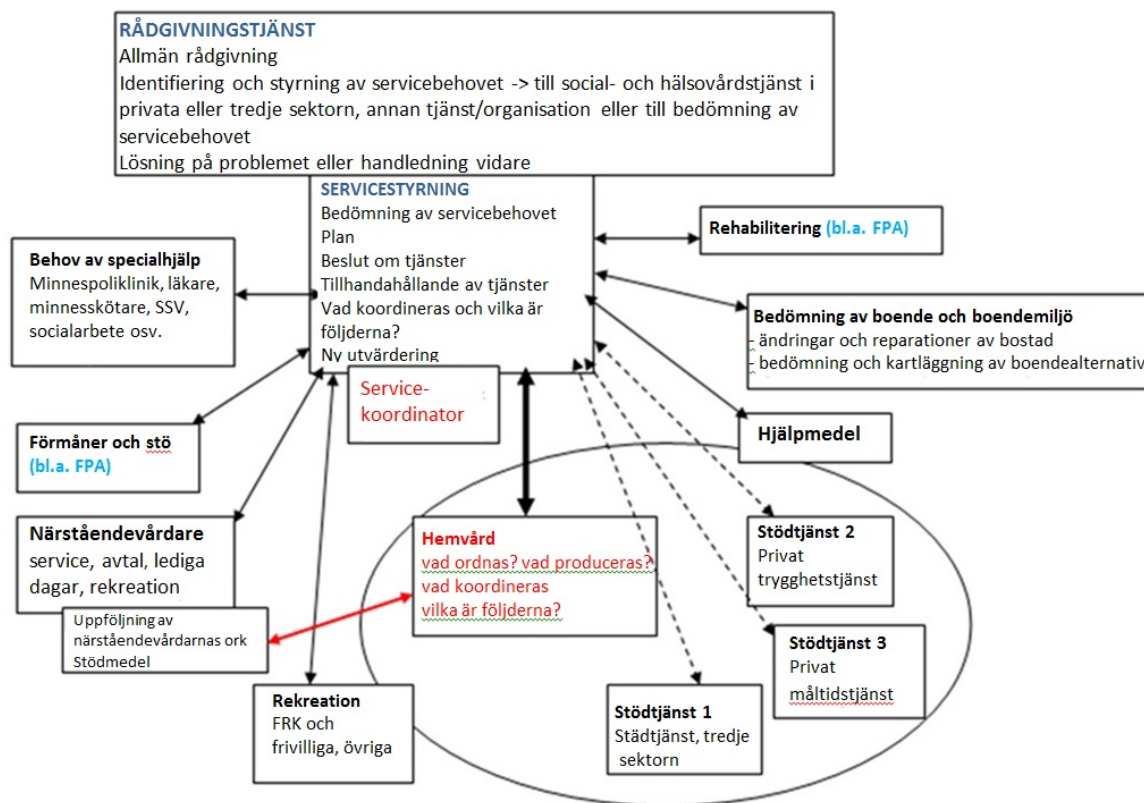 RÅDGIVNINGSTJÄNST
Allmän rådgivning
Identifiering och styrning av servicebehovet -> till social- och hälsovårdstjänst i
privata eller tredje sektorn, annan tjänst/organisation eller till bedömning av
servicebehovet
Lösning på problemet eller handledning vidare
SERVICESTYRNING
Bedömning av servicebehovet
Plan
Beslut om tjänster
Tillhandahållande av tjänster
Vad koordineras och vilka är
följderna?
Ny utvärdering
Service-
koordinator
Behov av specialhjälp
Minnespoliklinik, läkare,
minnesskötare, SSV,
socialarbete osv.
Rehabilitering (bl.a. FPA)
Bedömning av boende och boendemiljö
- ändringar och reparationer av bostad
- bedömning och kartläggning av boendealternativ
Förmåner och stö
(bl.a. FPA)
Hjälpmedel
Närståendevårdare
service, avtal, lediga
dagar, rekreation
Uppföljning av
närståendevårdarnas ork
Stödmedel
Hemvård
vad ordnas? vad produceras?
vad koordineras
vilka är följderna?
Stödtjänst 2
Privat
trygghetstjänst
Stödtjänst 3
Privat
måltidstjänst
Rekreation
FRK och
frivilliga, övriga
Stödtjänst 1
Städtjänst, tredje
sektorn